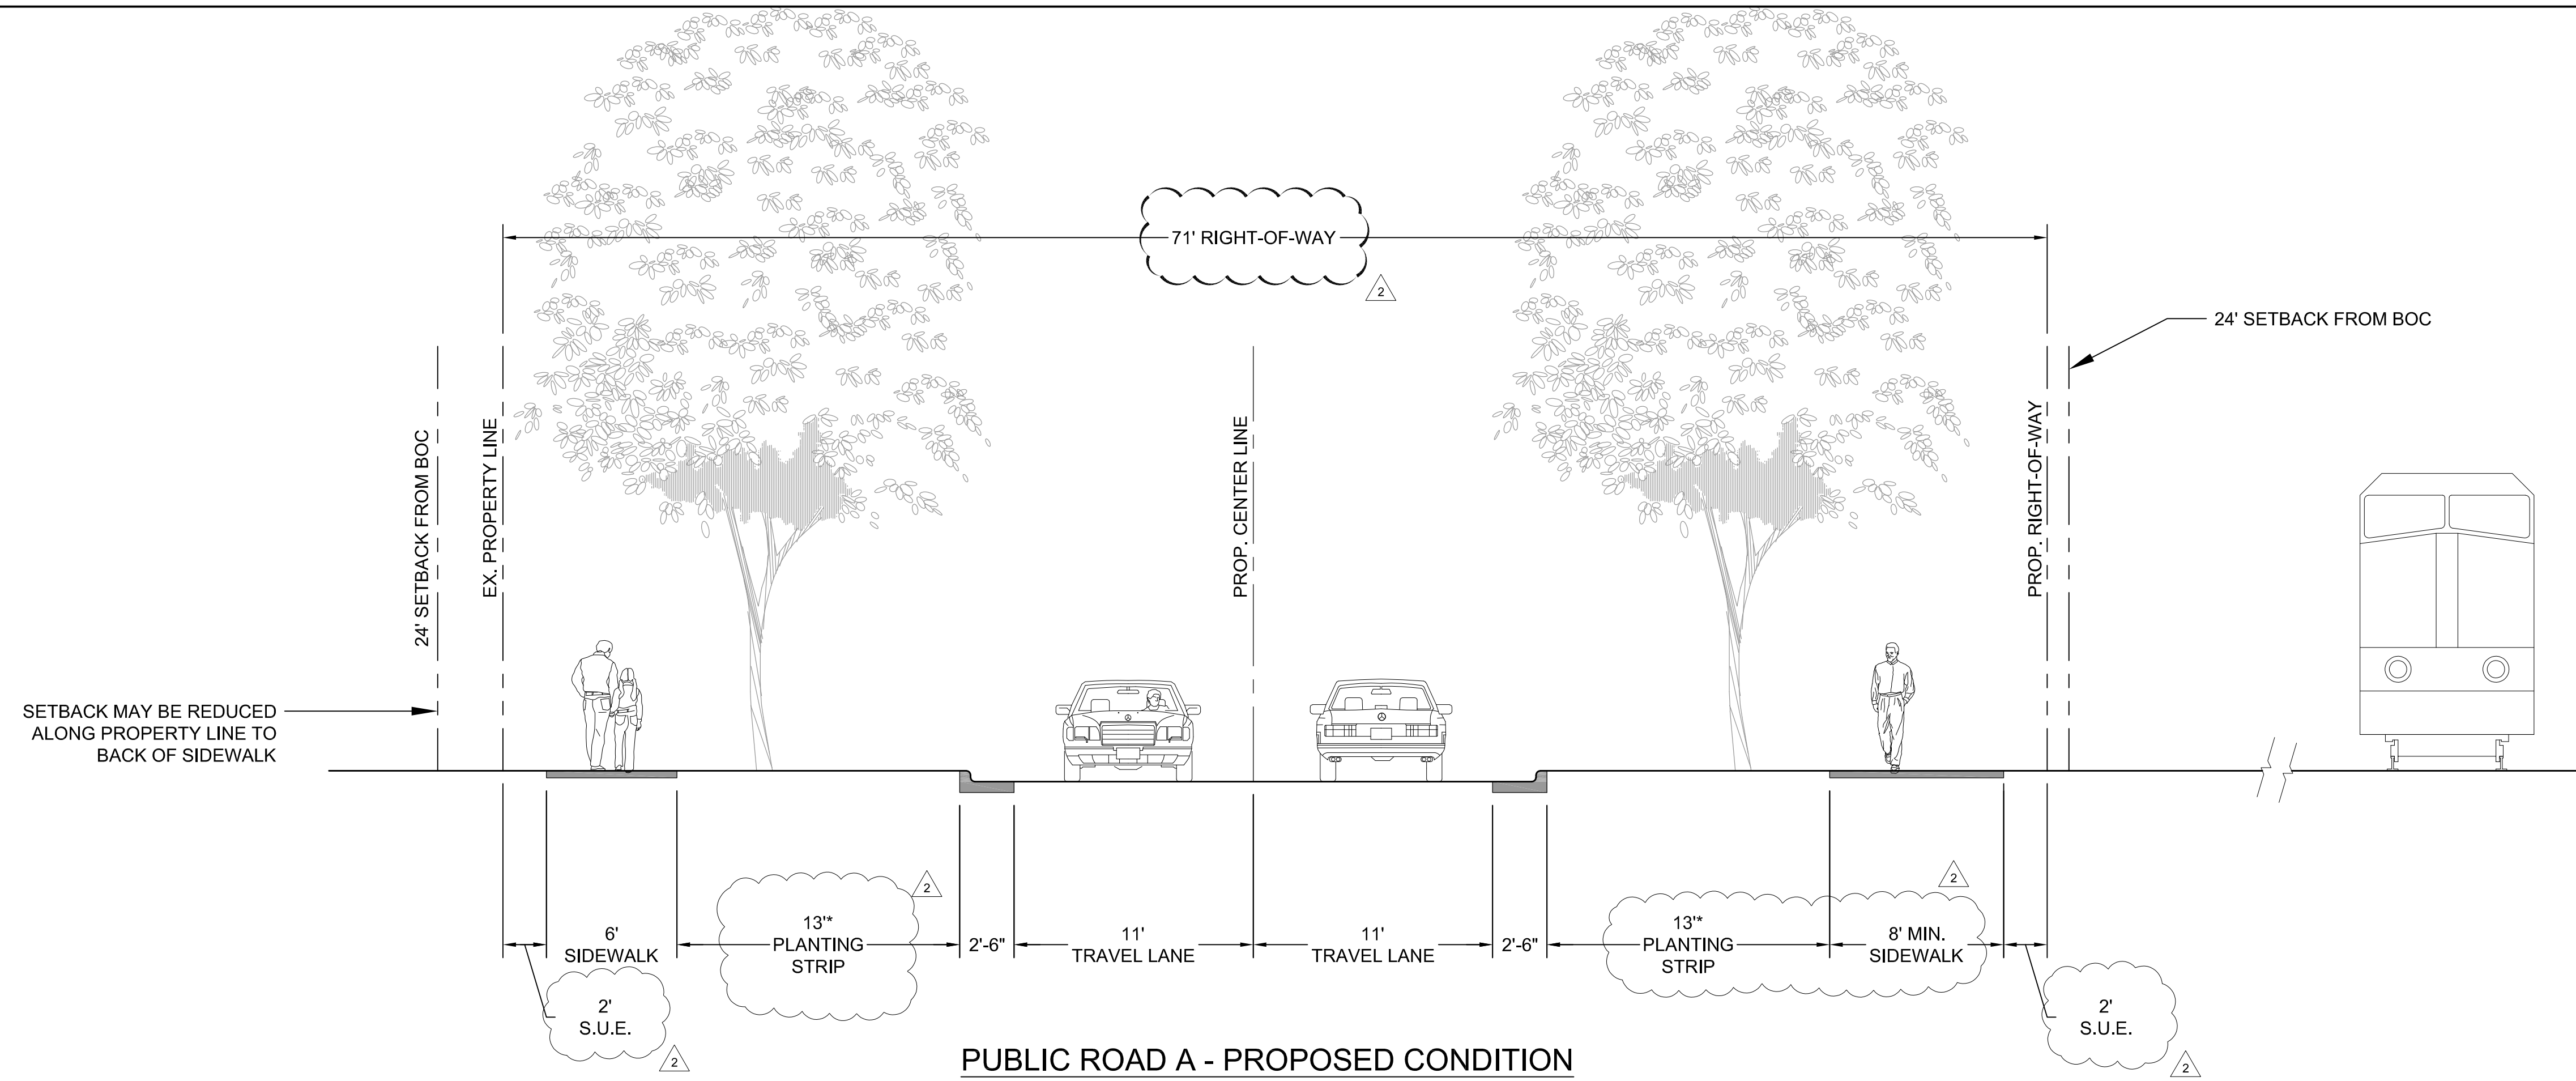 71' RIGHT-OF-WAY
2
24' SETBACK FROM BOC
24' SETBACK FROM BOC
EX. PROPERTY LINE
PROP. CENTER LINE
PROP. RIGHT-OF-WAY
SETBACK MAY BE REDUCED
ALONG PROPERTY LINE TO
BACK OF SIDEWALK
6'
SIDEWALK
13'*
PLANTING
STRIP
2
2'-6"
11'
TRAVEL LANE
11'
TRAVEL LANE
2'-6"
13'*
PLANTING
STRIP
8' MIN.
SIDEWALK
2
2'
S.U.E.
2
2'
S.U.E.
2
PUBLIC ROAD A - PROPOSED CONDITION